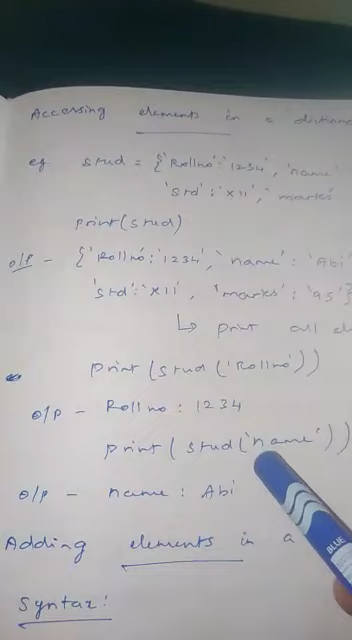 Accessing elements in a dictiona
eg stud = {'Rollno':'1234', 'name'
'std':'XII', 'marks'
print(stud)
o/p - {'Rollno':'1234', 'name': 'Abi'
'std':'XII', 'marks': '95'}
↳ print all el
print(stud('Rollno'))
o/p - Rollno: 1234
print(stud('name'))
o/p - name: Abi
Adding elements in a
Syntax:
BLUE